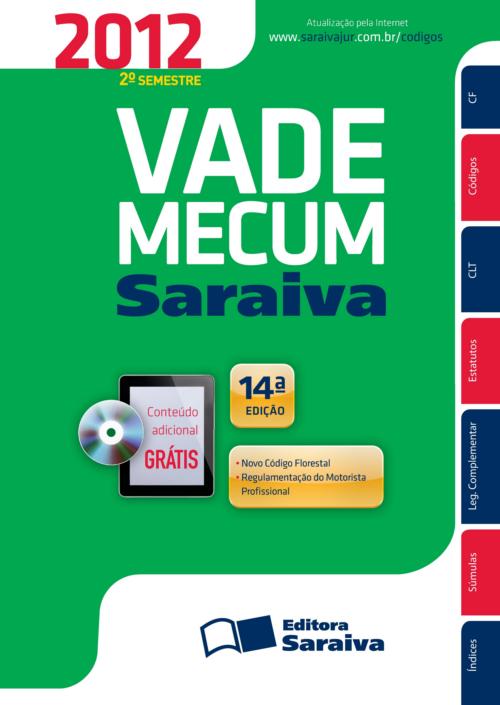 2012
2º SEMESTRE
Atualização pela Internet
www.saraivajur.com.br/codigos
VADE
MECUM
Saraiva
Conteúdo
adicional
GRÁTIS
14ª
EDIÇÃO
• Novo Código Florestal
• Regulamentação do Motorista
Profissional
CF
Códigos
CLT
Estatutos
Leg. Complementar
Súmulas
Índices
Editora
Saraiva